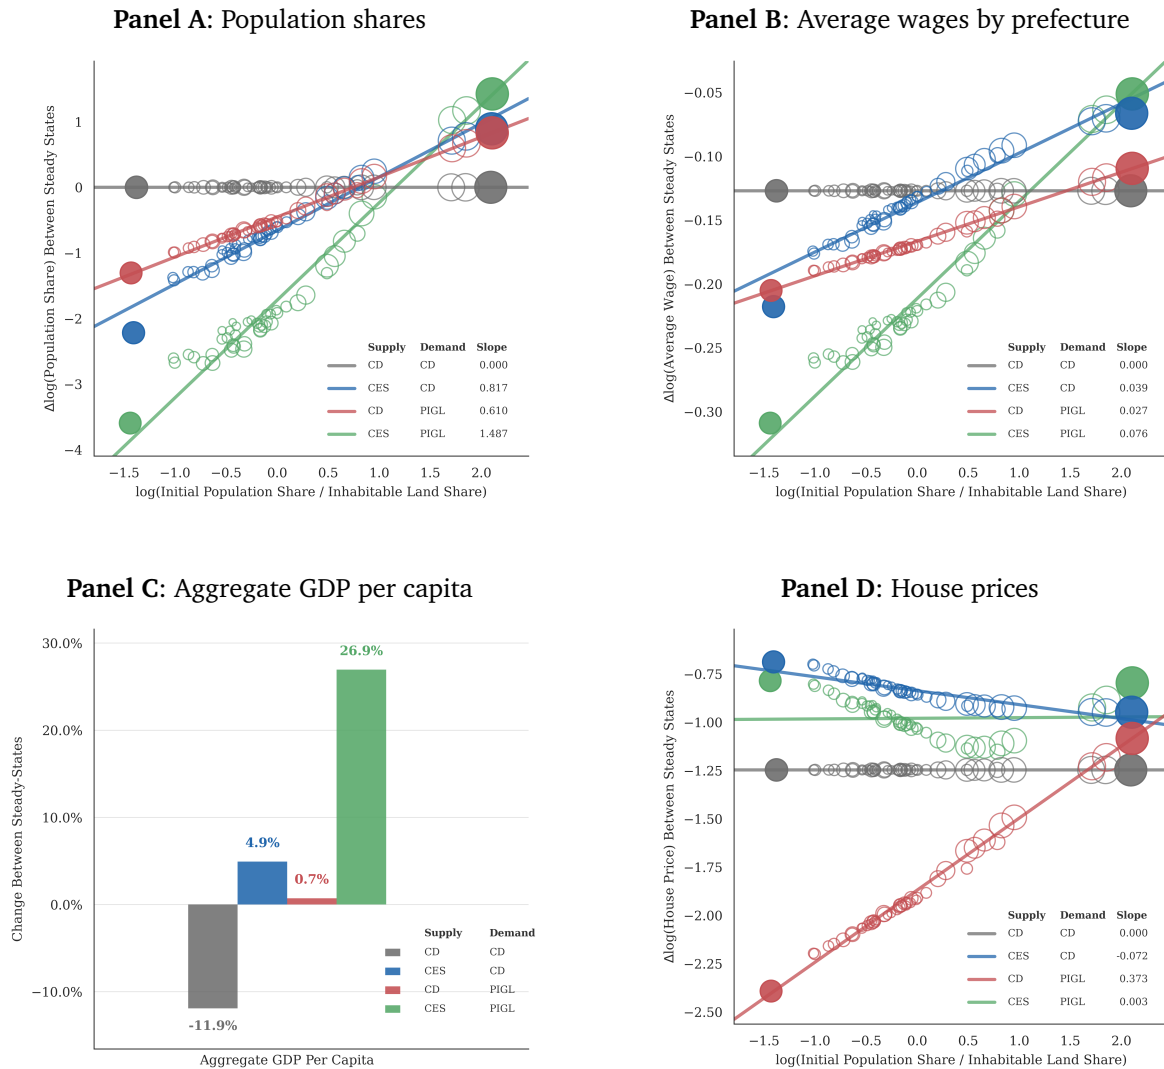 Panel A: Population shares
Δlog(Population Share) Between Steady States
1
0
−1
−2
−3
−4
Supply Demand Slope
CD CD 0.000
CES CD 0.817
CD PIGL 0.610
CES PIGL 1.487
−1.5 −1.0 −0.5 0.0 0.5 1.0 1.5 2.0
log(Initial Population Share / Inhabitable Land Share)
Panel B: Average wages by prefecture
Δlog(Average Wage) Between Steady States
−0.05
−0.10
−0.15
−0.20
−0.25
−0.30
Supply Demand Slope
CD CD 0.000
CES CD 0.039
CD PIGL 0.027
CES PIGL 0.076
−1.5 −1.0 −0.5 0.0 0.5 1.0 1.5 2.0
log(Initial Population Share / Inhabitable Land Share)
Panel C: Aggregate GDP per capita
Change Between Steady-States
30.0%
20.0%
10.0%
0.0%
−10.0%
-11.9%
4.9%
0.7%
26.9%
Supply Demand
CD CD
CES CD
CD PIGL
CES PIGL
Aggregate GDP Per Capita
Panel D: House prices
Δlog(House Price) Between Steady States
−0.75
−1.00
−1.25
−1.50
−1.75
−2.00
−2.25
−2.50
Supply Demand Slope
CD CD 0.000
CES CD -0.072
CD PIGL 0.373
CES PIGL 0.003
−1.5 −1.0 −0.5 0.0 0.5 1.0 1.5 2.0
log(Initial Population Share / Inhabitable Land Share)